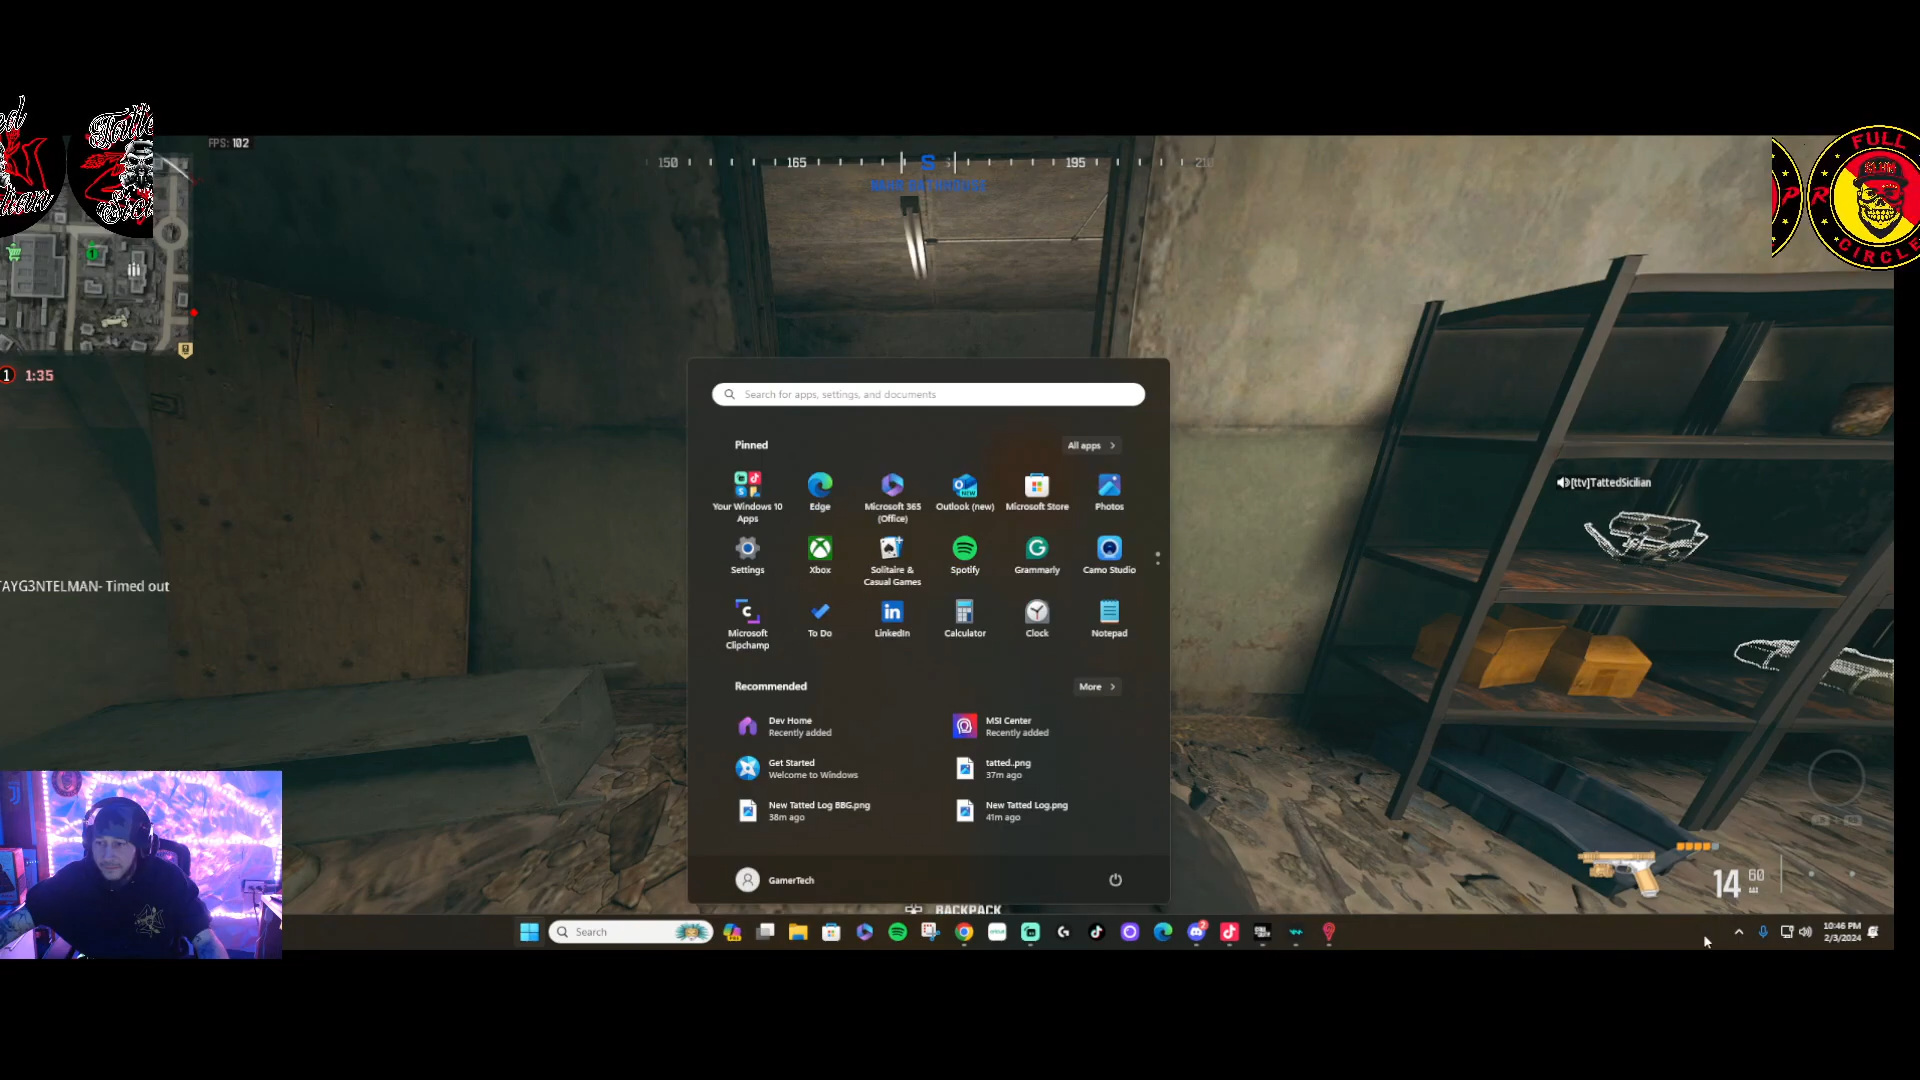 FPS: 102
150
165
S
195
210
FULL
CIRCLE
1 1:35
[ttv]TattedSicilian
TAYG3NTELMAN- Timed out
Search for apps, settings, and documents
Pinned
All apps
Your Windows 10 Apps
Edge
Microsoft 365 (Office)
Outlook (new)
Microsoft Store
Photos
Settings
Xbox
Solitaire & Casual Games
Spotify
Grammarly
Camo Studio
Microsoft Clipchamp
To Do
LinkedIn
Calculator
Clock
Notepad
Recommended
More
Dev Home
Recently added
MSI Center
Recently added
Get Started
Welcome to Windows
tatted..png
37m ago
New Tatted Log BBG.png
38m ago
New Tatted Log.png
41m ago
GamerTech
BACKPACK
14
60
Search
10:46 PM
2/3/2024